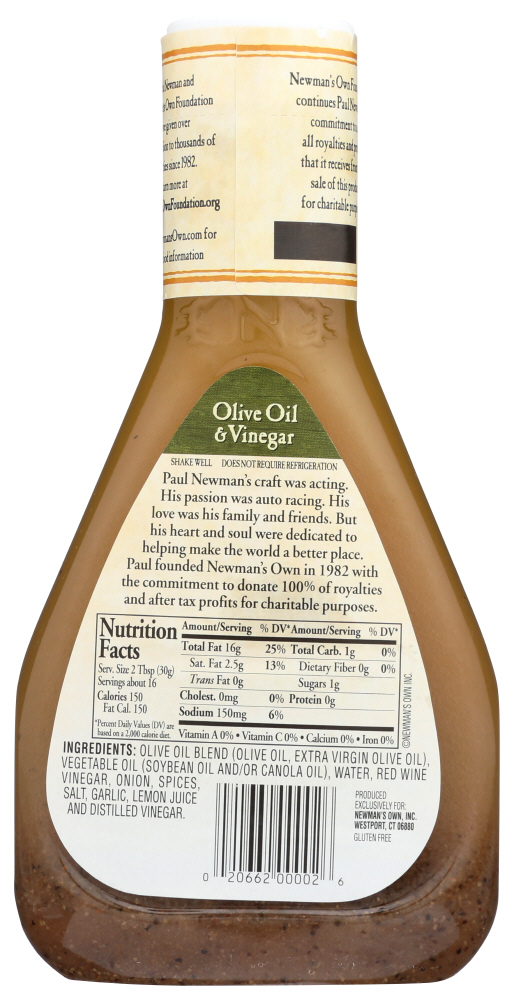 Newman and
Own Foundation
given over
to thousands of
since 1982.
more at
Foundation.org
Own.com for
information
Newman's Own
continues Paul
commitment
all royalties
that it receives
sale of this
for charitable
Olive Oil
& Vinegar
SHAKE WELL DOES NOT REQUIRE REFRIGERATION
Paul Newman's craft was acting.
His passion was auto racing. His
love was his family and friends. But
his heart and soul were dedicated to
helping make the world a better place.
Paul founded Newman's Own in 1982 with
the commitment to donate 100% of royalties
and after tax profits for charitable purposes.
Nutrition
Facts
Serv. Size 2 Tbsp (30g)
Servings about 16
Calories 150
Fat Cal. 150
*Percent Daily Values (DV) are
based on a 2,000 calorie diet.
Amount/Serving % DV* Amount/Serving % DV*
Total Fat 16g 25% Total Carb. 1g 0%
Sat. Fat 2.5g 13% Dietary Fiber 0g 0%
Trans Fat 0g Sugars 1g
Cholest. 0mg 0% Protein 0g
Sodium 150mg 6%
Vitamin A 0% • Vitamin C 0% • Calcium 0% • Iron 0%
©NEWMAN'S OWN INC.
INGREDIENTS: OLIVE OIL BLEND (OLIVE OIL, EXTRA VIRGIN OLIVE OIL),
VEGETABLE OIL (SOYBEAN OIL AND/OR CANOLA OIL), WATER, RED WINE
VINEGAR, ONION, SPICES,
SALT, GARLIC, LEMON JUICE
AND DISTILLED VINEGAR.
0 20662 00002 6
PRODUCED
EXCLUSIVELY FOR:
NEWMAN'S OWN, INC.
WESTPORT, CT 06880
GLUTEN FREE